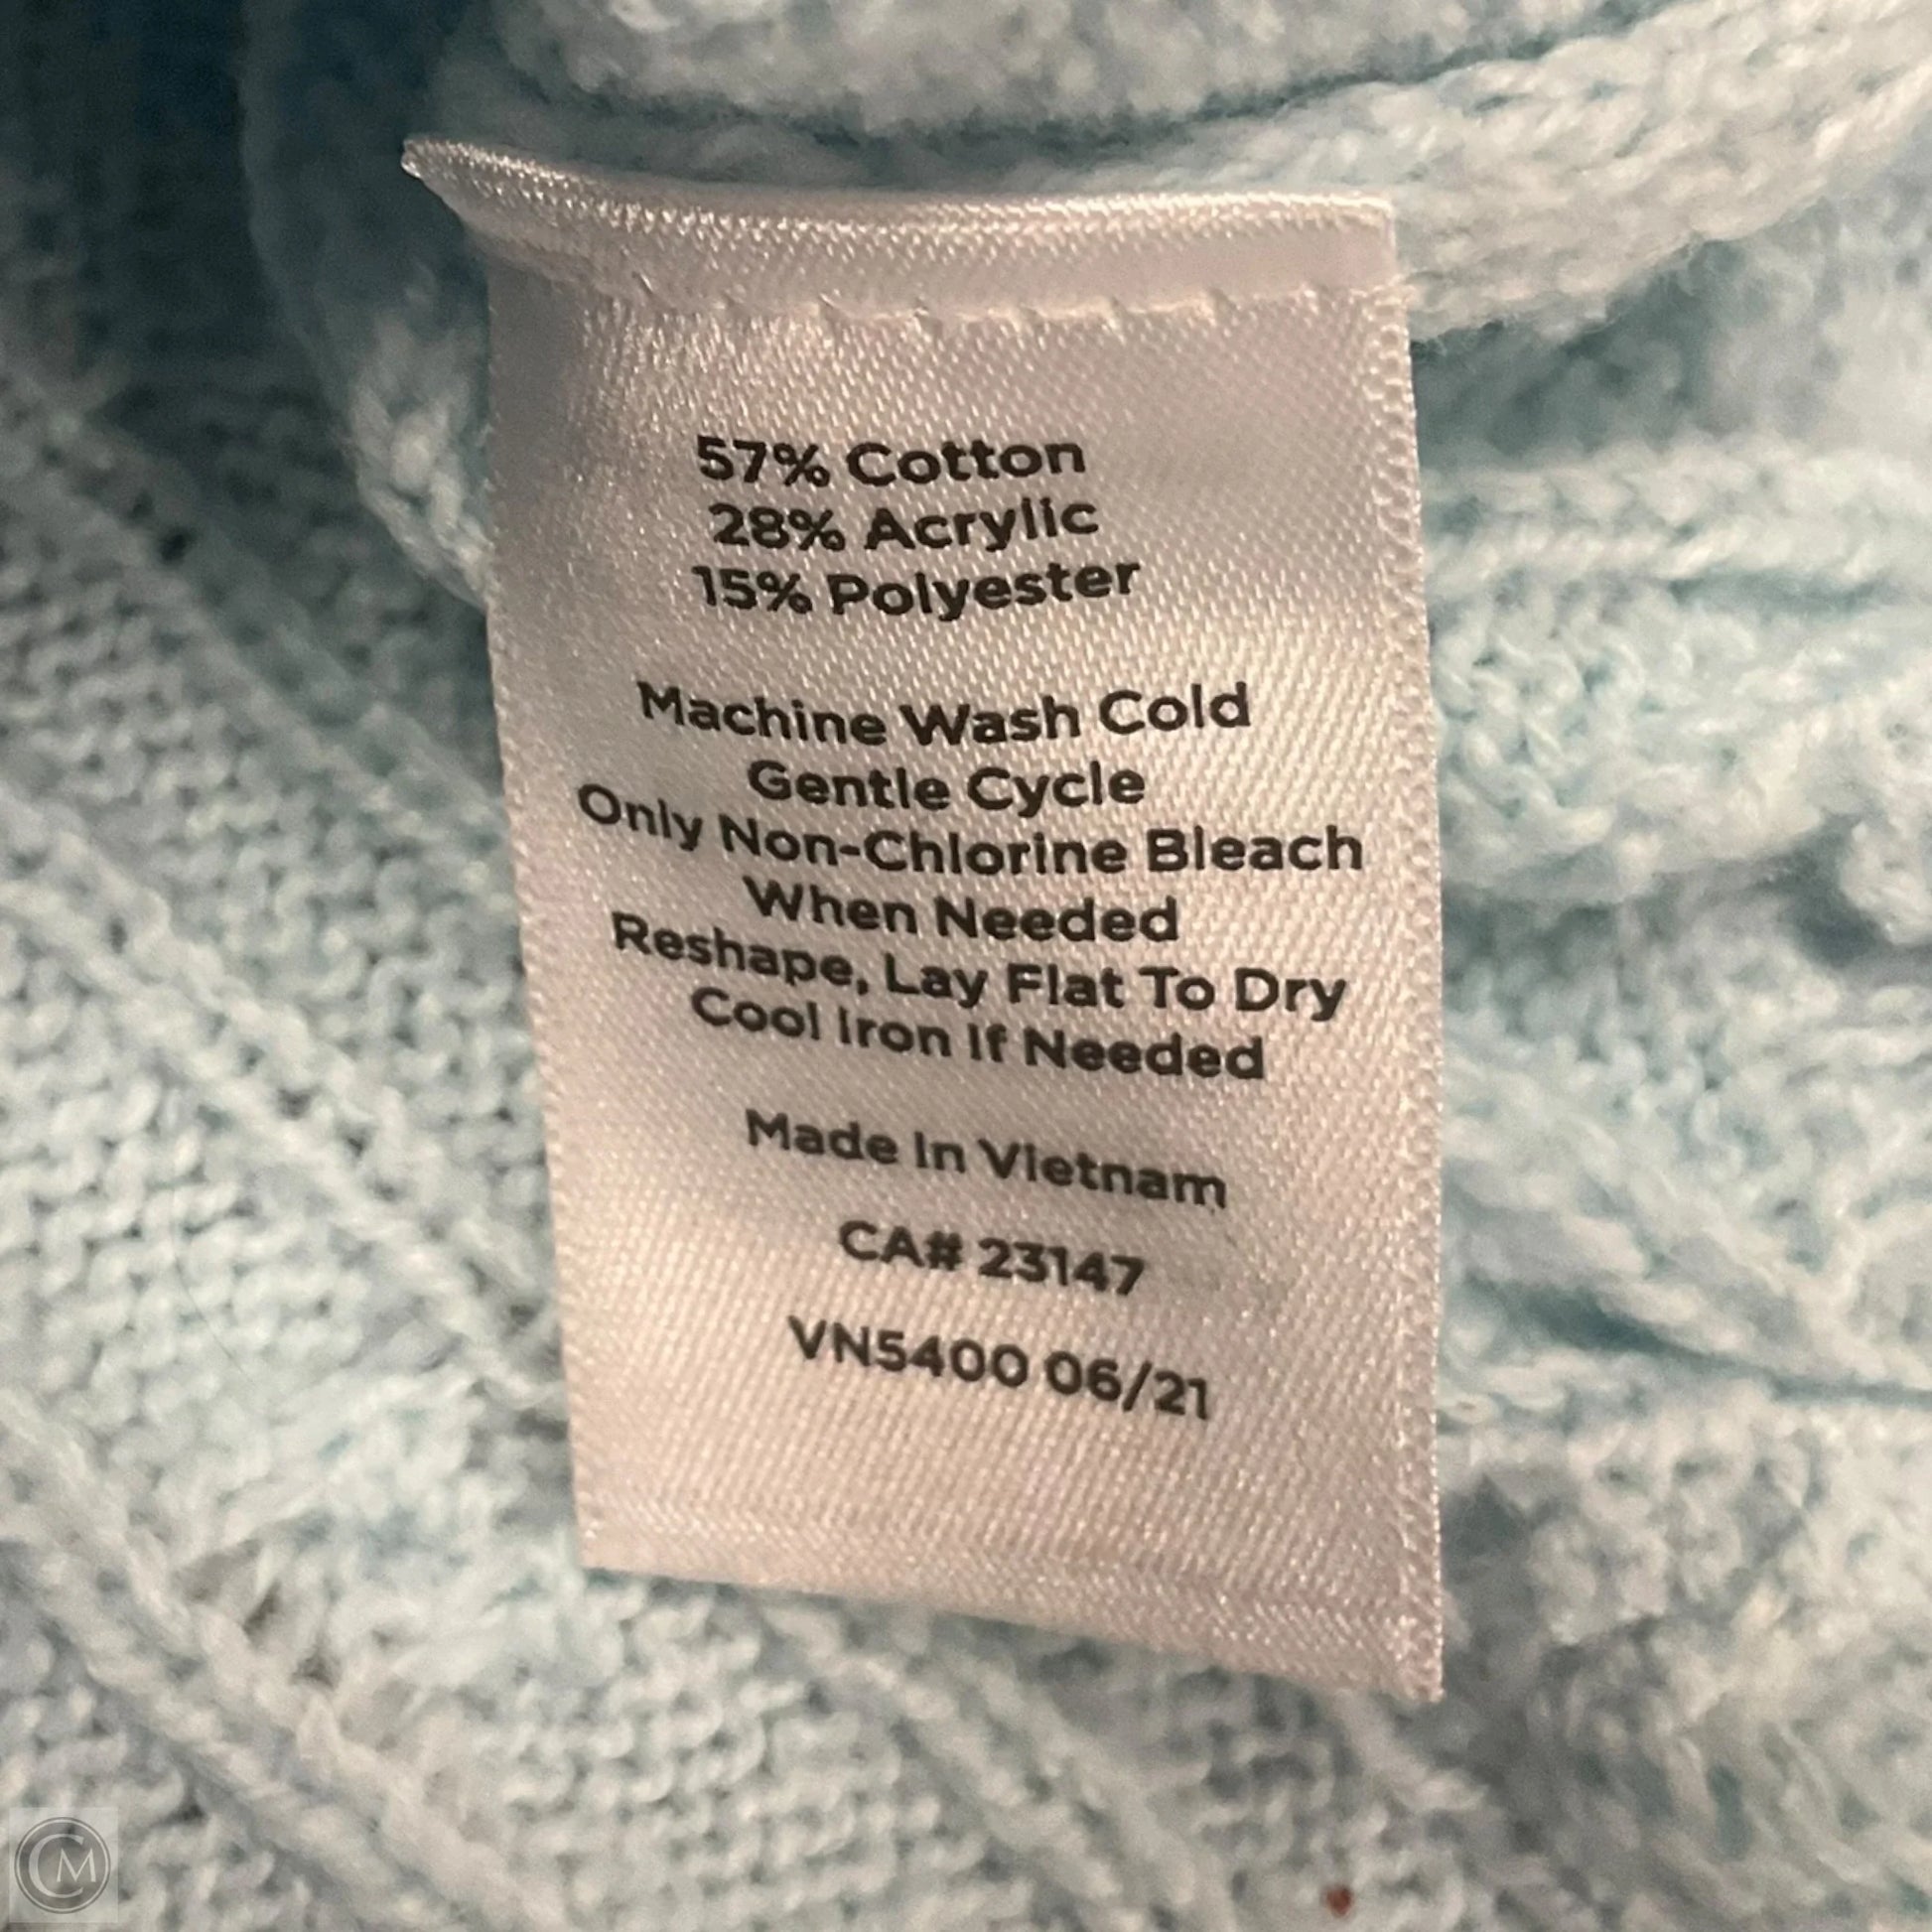 57% Cotton
28% Acrylic
15% Polyester
Machine Wash Cold
Gentle Cycle
Only Non-Chlorine Bleach
When Needed
Reshape, Lay Flat To Dry
Cool Iron If Needed
Made In Vietnam
CA# 23147
VN5400 06/21
CM